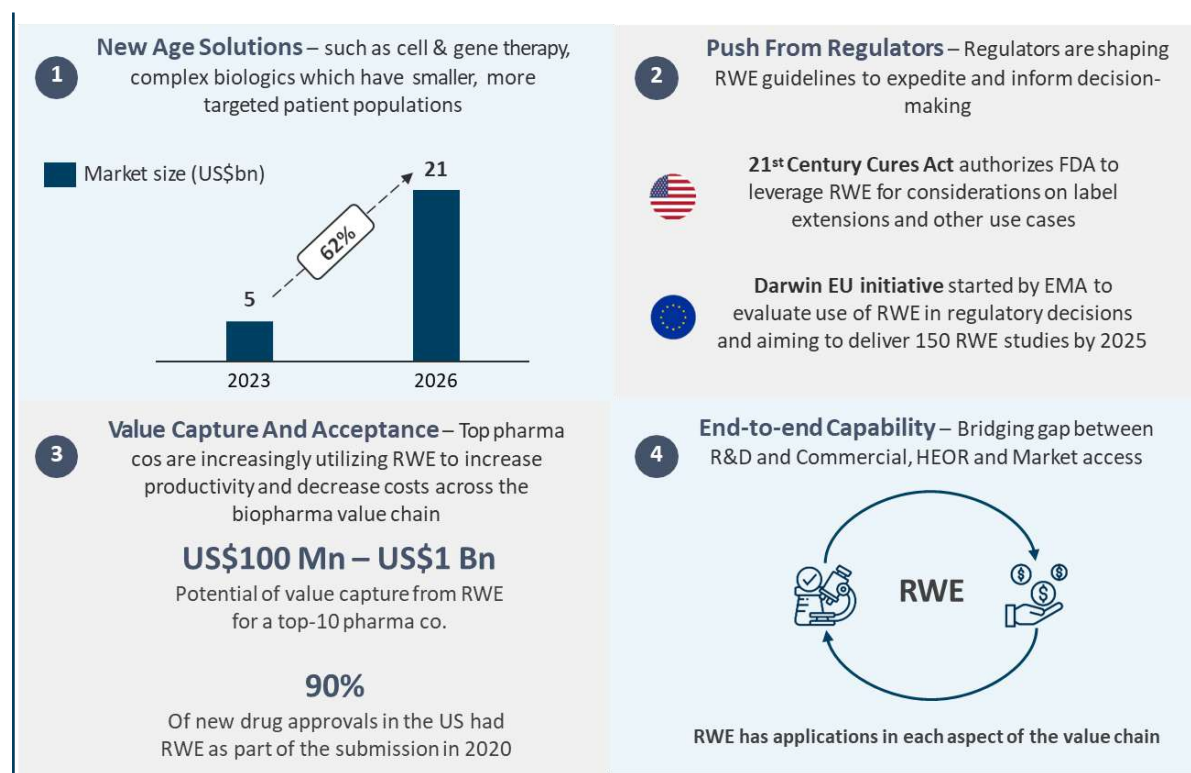 1
New Age Solutions – such as cell & gene therapy,
complex biologics which have smaller, more
targeted patient populations
Market size (US$bn)
21
62%
5
2023
2026
2
Push From Regulators – Regulators are shaping
RWE guidelines to expedite and inform decision-
making
21st Century Cures Act authorizes FDA to
leverage RWE for considerations on label
extensions and other use cases
Darwin EU initiative started by EMA to
evaluate use of RWE in regulatory decisions
and aiming to deliver 150 RWE studies by 2025
3
Value Capture And Acceptance – Top pharma
cos are increasingly utilizing RWE to increase
productivity and decrease costs across the
biopharma value chain
US$100 Mn – US$1 Bn
Potential of value capture from RWE
for a top-10 pharma co.
90%
Of new drug approvals in the US had
RWE as part of the submission in 2020
4
End-to-end Capability – Bridging gap between
R&D and Commercial, HEOR and Market access
RWE
$ $
$
RWE has applications in each aspect of the value chain